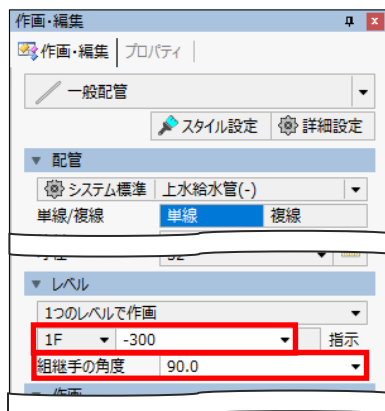 作画・編集
作画・編集 プロパティ
一般配管
スタイル設定 詳細設定
配管
システム標準 上水給水管(-)
単線/複線 単線 複線
レベル
1つのレベルで作画
1F -300 指示
組継手の角度 90.0